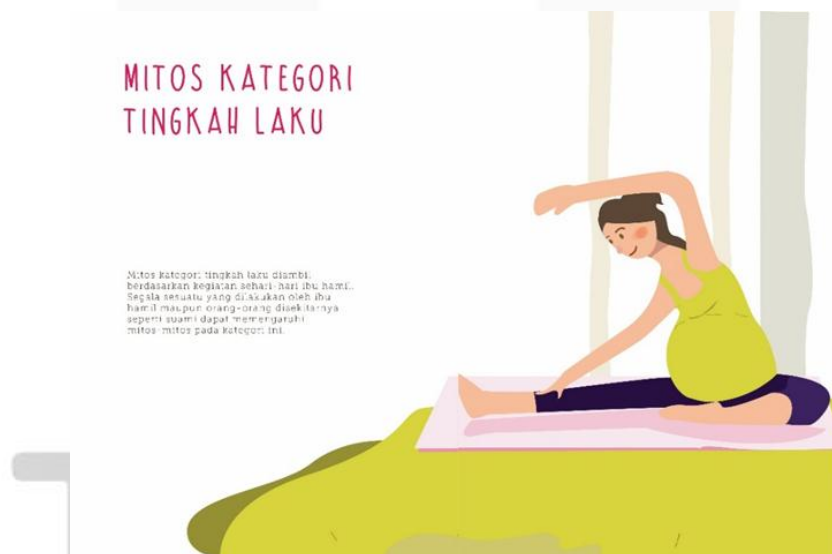 MITOS KATEGORI
TINGKAH LAKU
Mitos kategori tingkah laku diambil
berdasarkan kegiatan sehari-hari ibu hamil.
Segala sesuatu yang dilakukan oleh ibu
hamil maupun orang-orang disekitarnya
seperti suami dapat memengaruhi
mitos-mitos pada kategori ini.